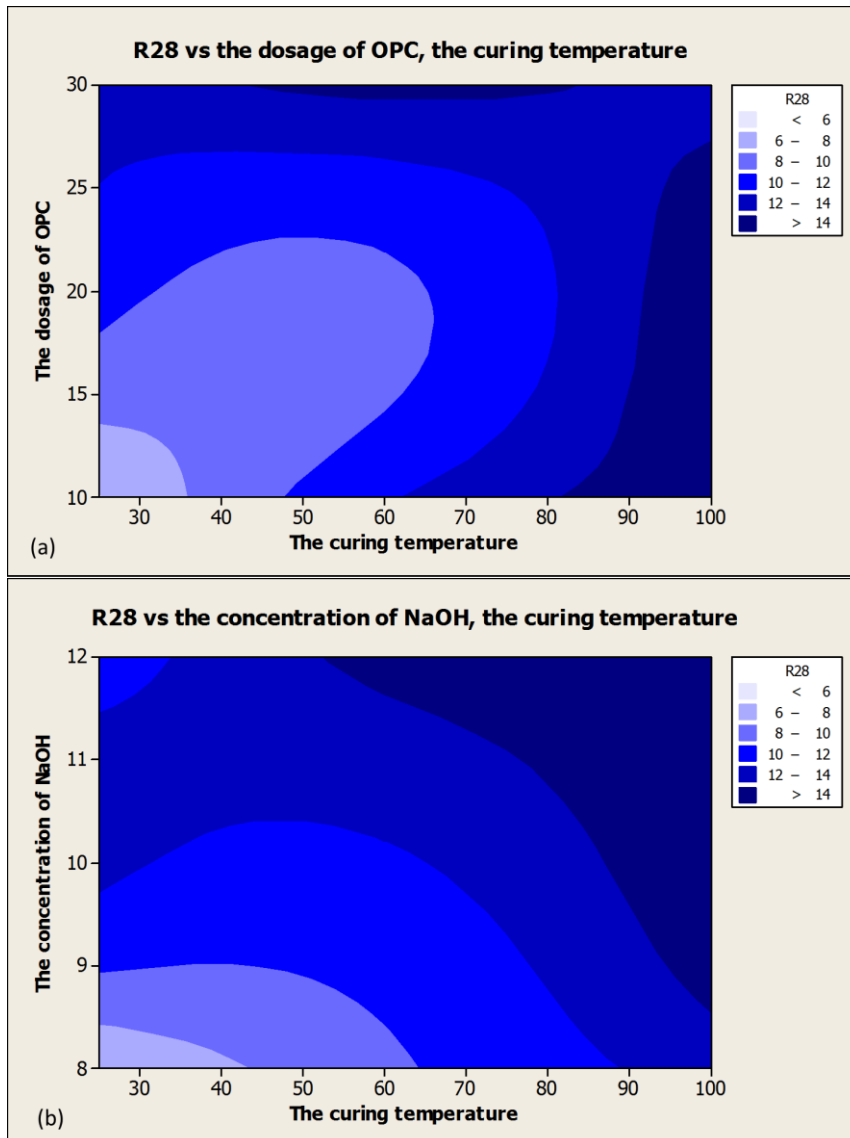 R28 vs the dosage of OPC, the curing temperature
The dosage of OPC
30
25
20
15
10
30 40 50 60 70 80 90 100
The curing temperature
(a)
R28
< 6
6 – 8
8 – 10
10 – 12
12 – 14
> 14
R28 vs the concentration of NaOH, the curing temperature
The concentration of NaOH
12
11
10
9
8
30 40 50 60 70 80 90 100
The curing temperature
(b)
R28
< 6
6 – 8
8 – 10
10 – 12
12 – 14
> 14